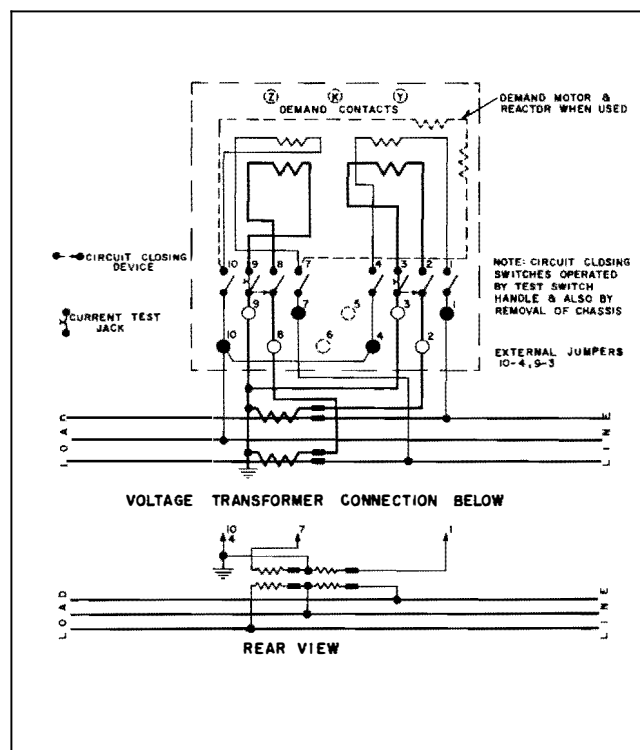 Z K Y
DEMAND CONTACTS
DEMAND MOTOR &
REACTOR WHEN USED
10 9 8 7 4 3 2 1
CIRCUIT CLOSING
DEVICE
NOTE: CIRCUIT CLOSING
SWITCHES OPERATED
BY TEST SWITCH
HANDLE & ALSO BY
REMOVAL OF CHASSIS
9 7 5 3 1
CURRENT TEST
JACK
10 8 6 4 2
EXTERNAL JUMPERS
10-4, 9-3
LOAD
LINE
VOLTAGE TRANSFORMER CONNECTION BELOW
10 7 1
4
LOAD
LINE
REAR VIEW